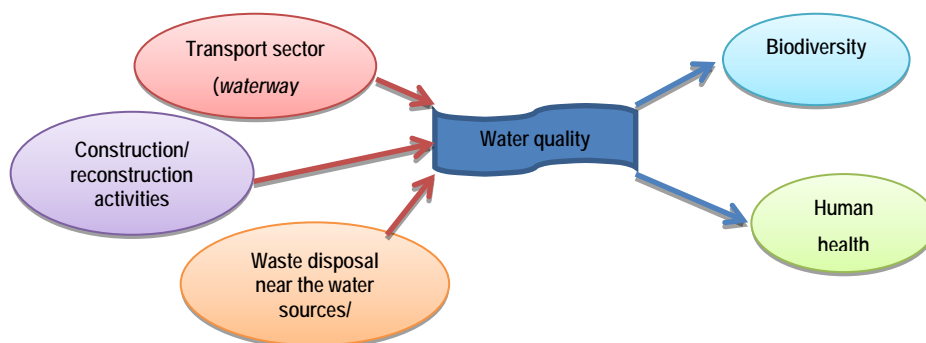 Transport sector
(waterway
Biodiversity
Construction/
reconstruction
activities
Water quality
Waste disposal
near the water
sources/
Human
health